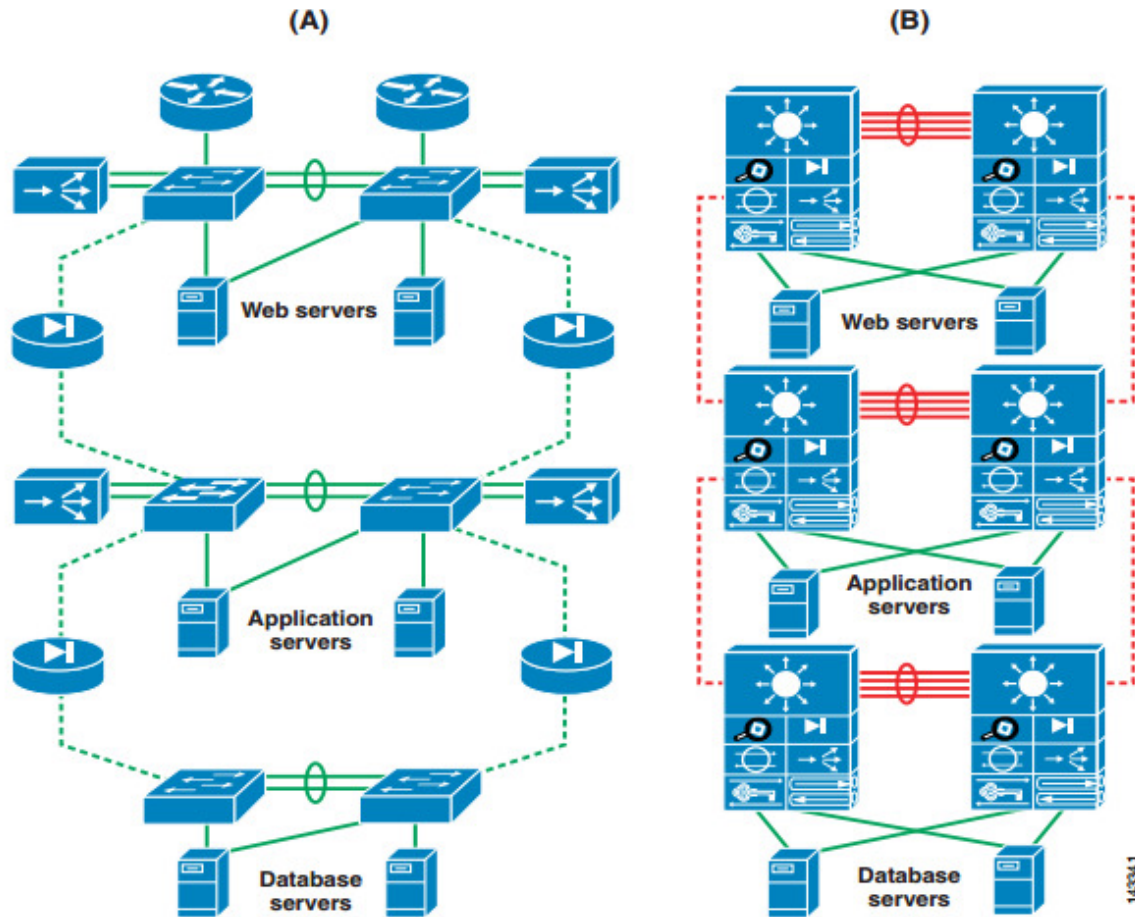 (A)
(B)
Web servers
Web servers
Application
servers
Application
servers
Database
servers
Database
servers
143341